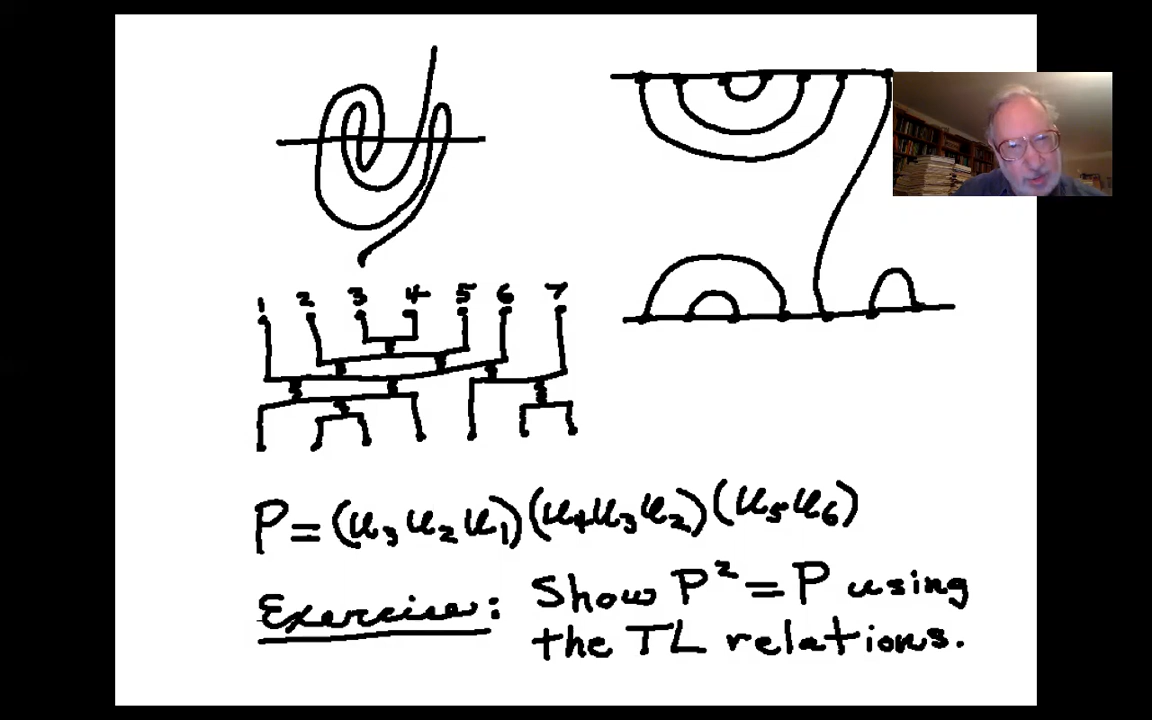 1 2 3 4 5 6 7
P = (U₃U₂U₁)(U₄U₃U₂)(U₅U₆)
Exercise: Show P² = P using
the TL relations.